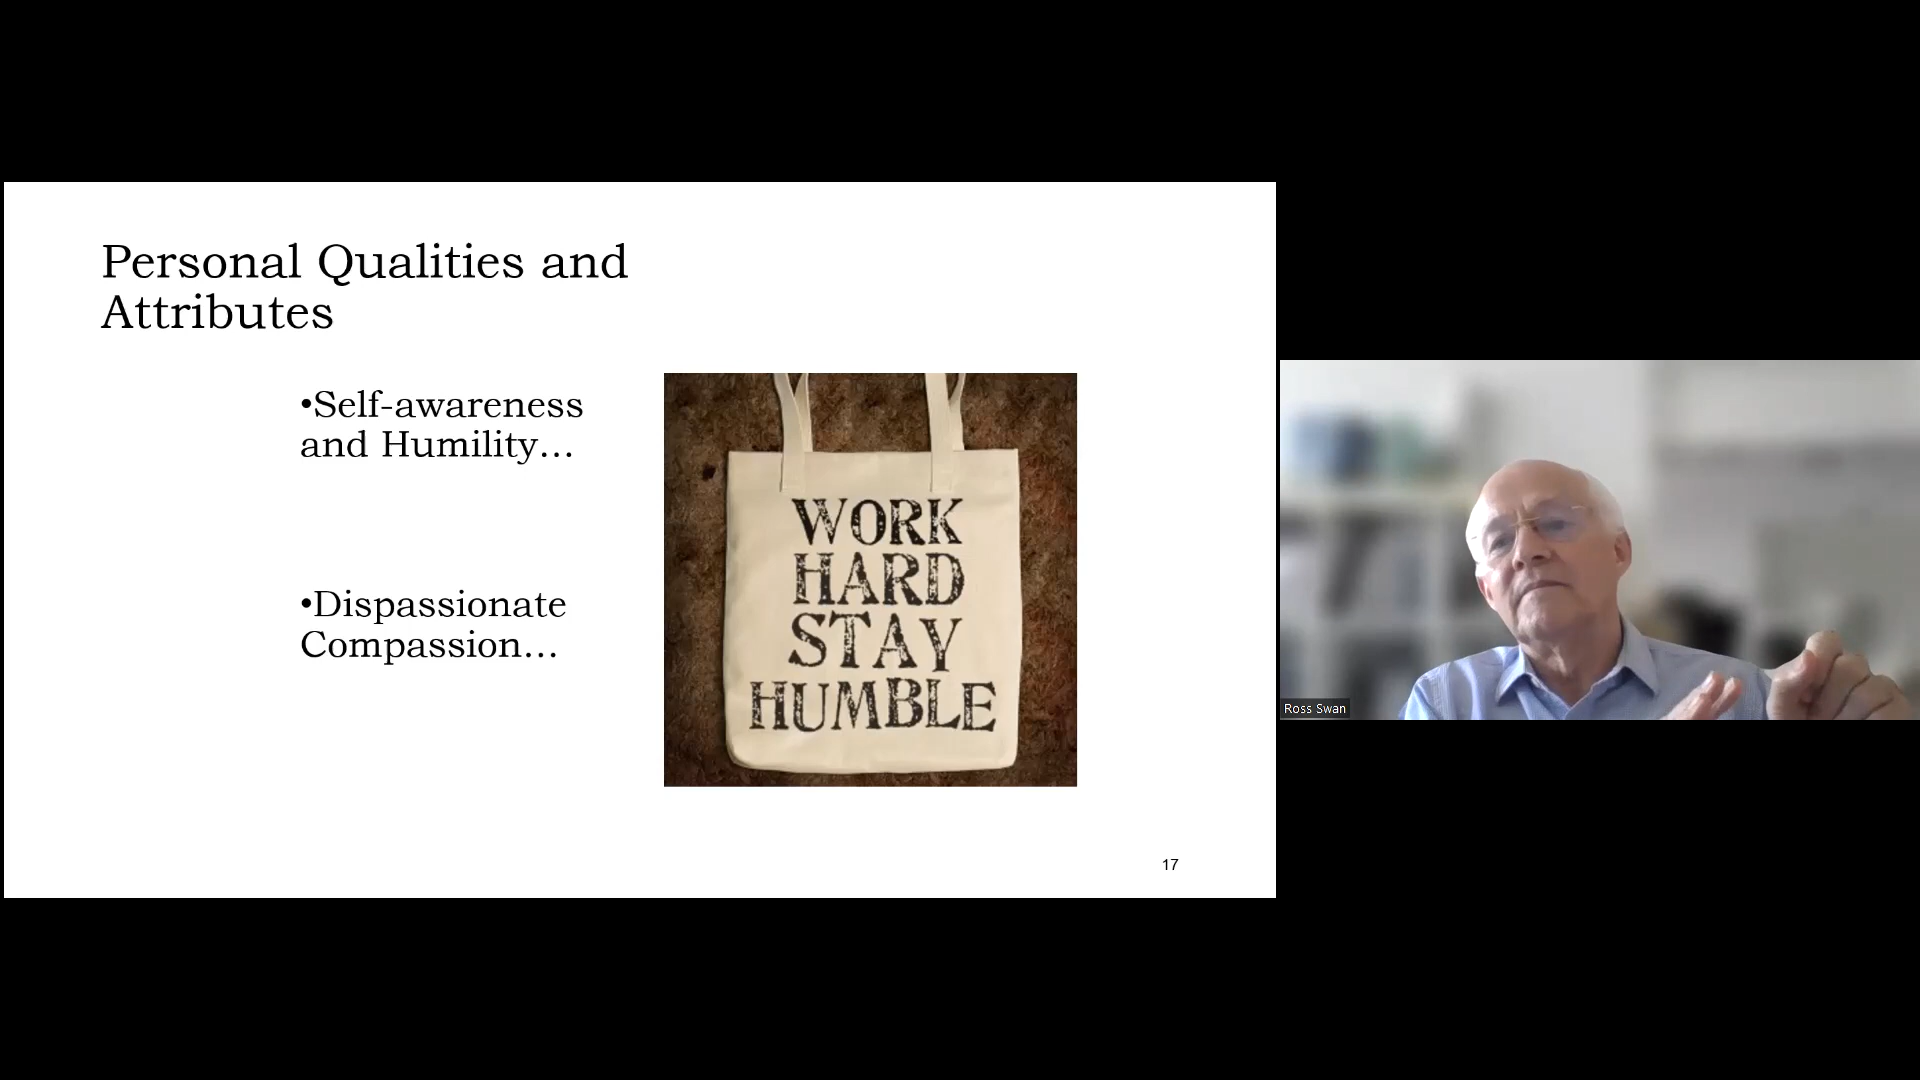 Personal Qualities and
Attributes
•Self-awareness
and Humility...
•Dispassionate
Compassion...
WORK
HARD
STAY
HUMBLE
17
Ross Swan